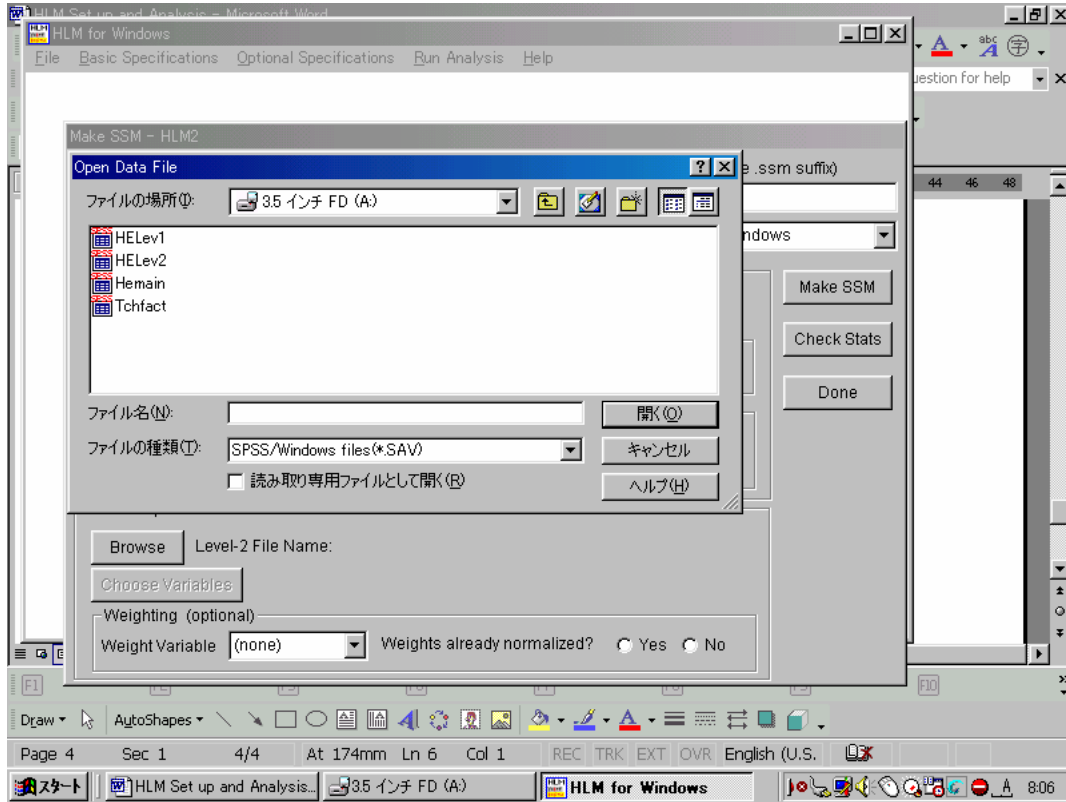 HLM Set up and Analysis - Microsoft Word
HLM for Windows
File Basic Specifications Optional Specifications Run Analysis Help
uestion for help
Make SSM - HLM2
Open Data File
e .ssm suffix)
ファイルの場所(I): 3.5 インチ FD (A:)
44 46 48
ndows
HELev1
HELev2
Hemain
Tchfact
Make SSM
Check Stats
Done
ファイル名(N): 開く(O)
ファイルの種類(T): SPSS/Windows files(*.SAV) キャンセル
読み取り専用ファイルとして開く(R) ヘルプ(H)
Browse Level-2 File Name:
Choose Variables
Weighting (optional)
Weight Variable (none) Weights already normalized? Yes No
F1 F10
Draw AutoShapes
Page 4 Sec 1 4/4 At 174mm Ln 6 Col 1 REC TRK EXT OVR English (U.S.
スタート HLM Set up and Analysis... 3.5 インチ FD (A:) HLM for Windows A 8:06